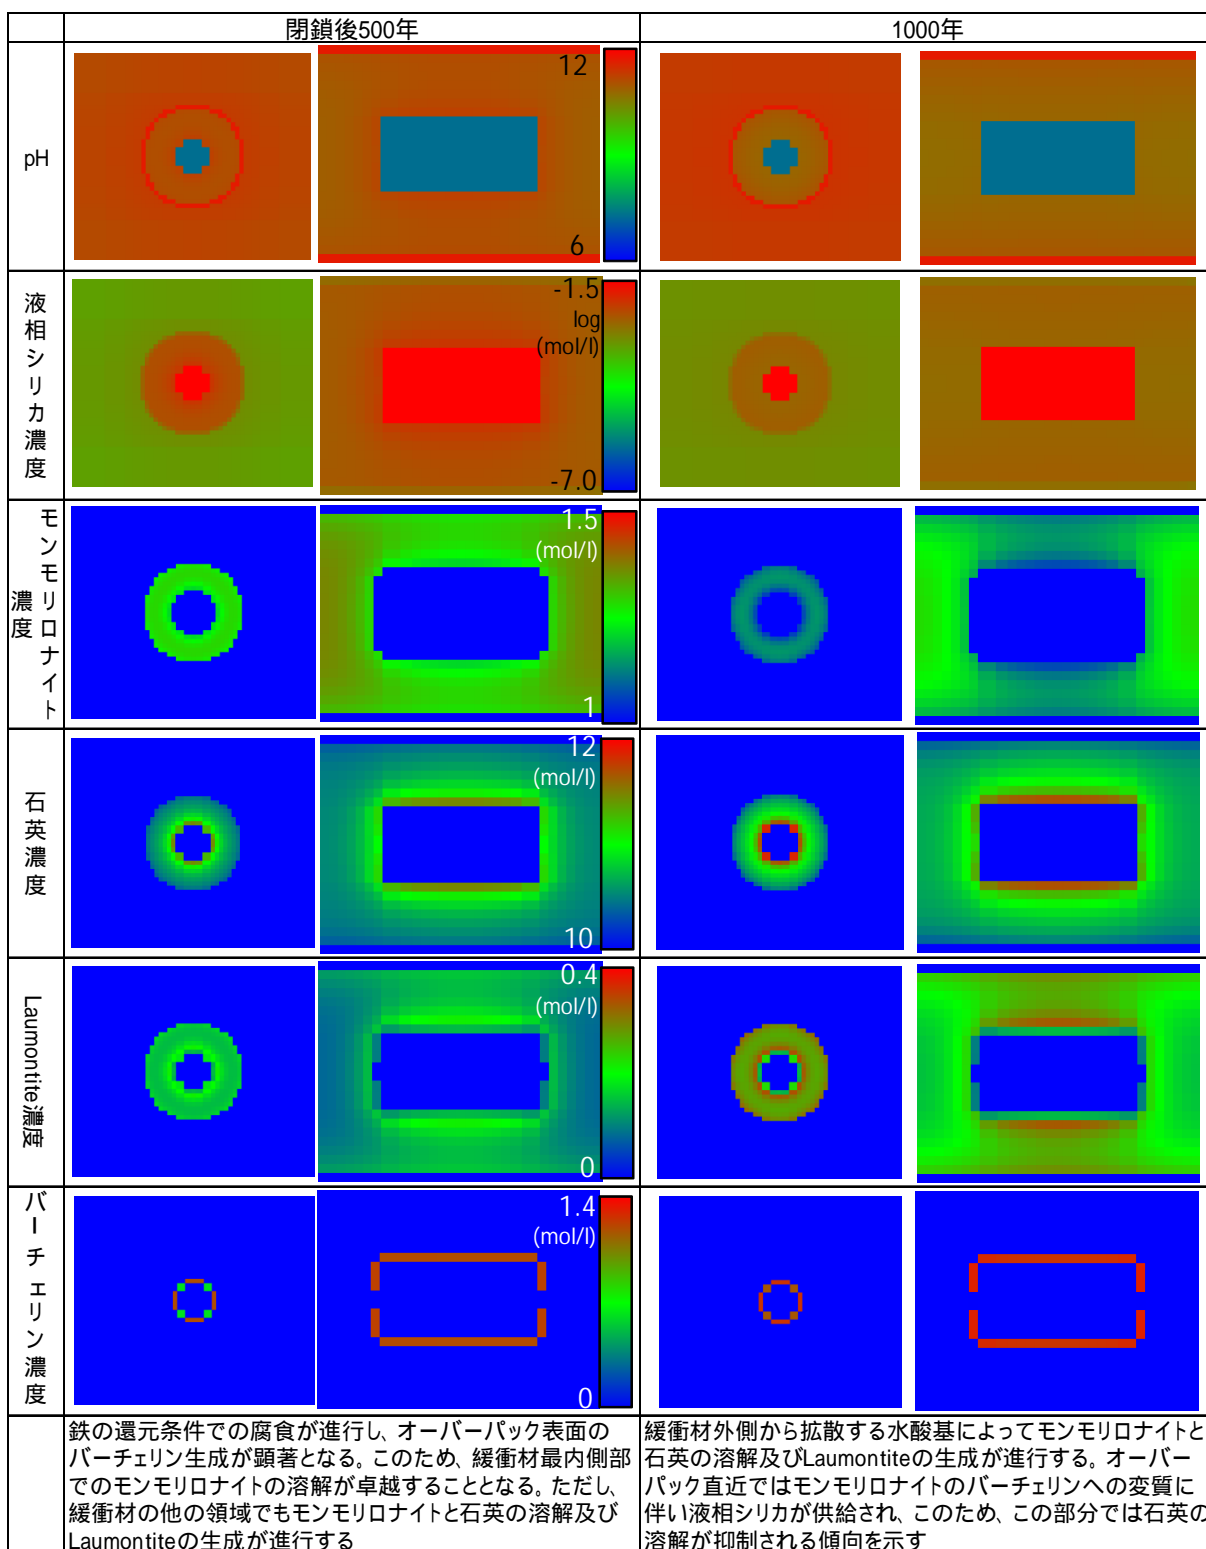 閉鎖後500年
1000年
pH
12
6
液相シリカ濃度
-1.5
log
(mol/l)
-7.0
モンモリロナイト
濃度
1.5
(mol/l)
1
石英濃度
12
(mol/l)
10
Laumontite濃度
0.4
(mol/l)
0
バーチェリン濃度
1.4
(mol/l)
0
鉄の還元条件での腐食が進行し、オーバーパック表面の
バーチェリン生成が顕著となる。このため、緩衝材最内側部
でのモンモリロナイトの溶解が卓越することとなる。ただし、
緩衝材の他の領域でもモンモリロナイトと石英の溶解及び
Laumontiteの生成が進行する
緩衝材外側から拡散する水酸基によってモンモリロナイトと
石英の溶解及びLaumontiteの生成が進行する。オーバー
パック直近ではモンモリロナイトのバーチェリンへの変質に
伴い液相シリカが供給され、このため、この部分では石英の
溶解が抑制される傾向を示す